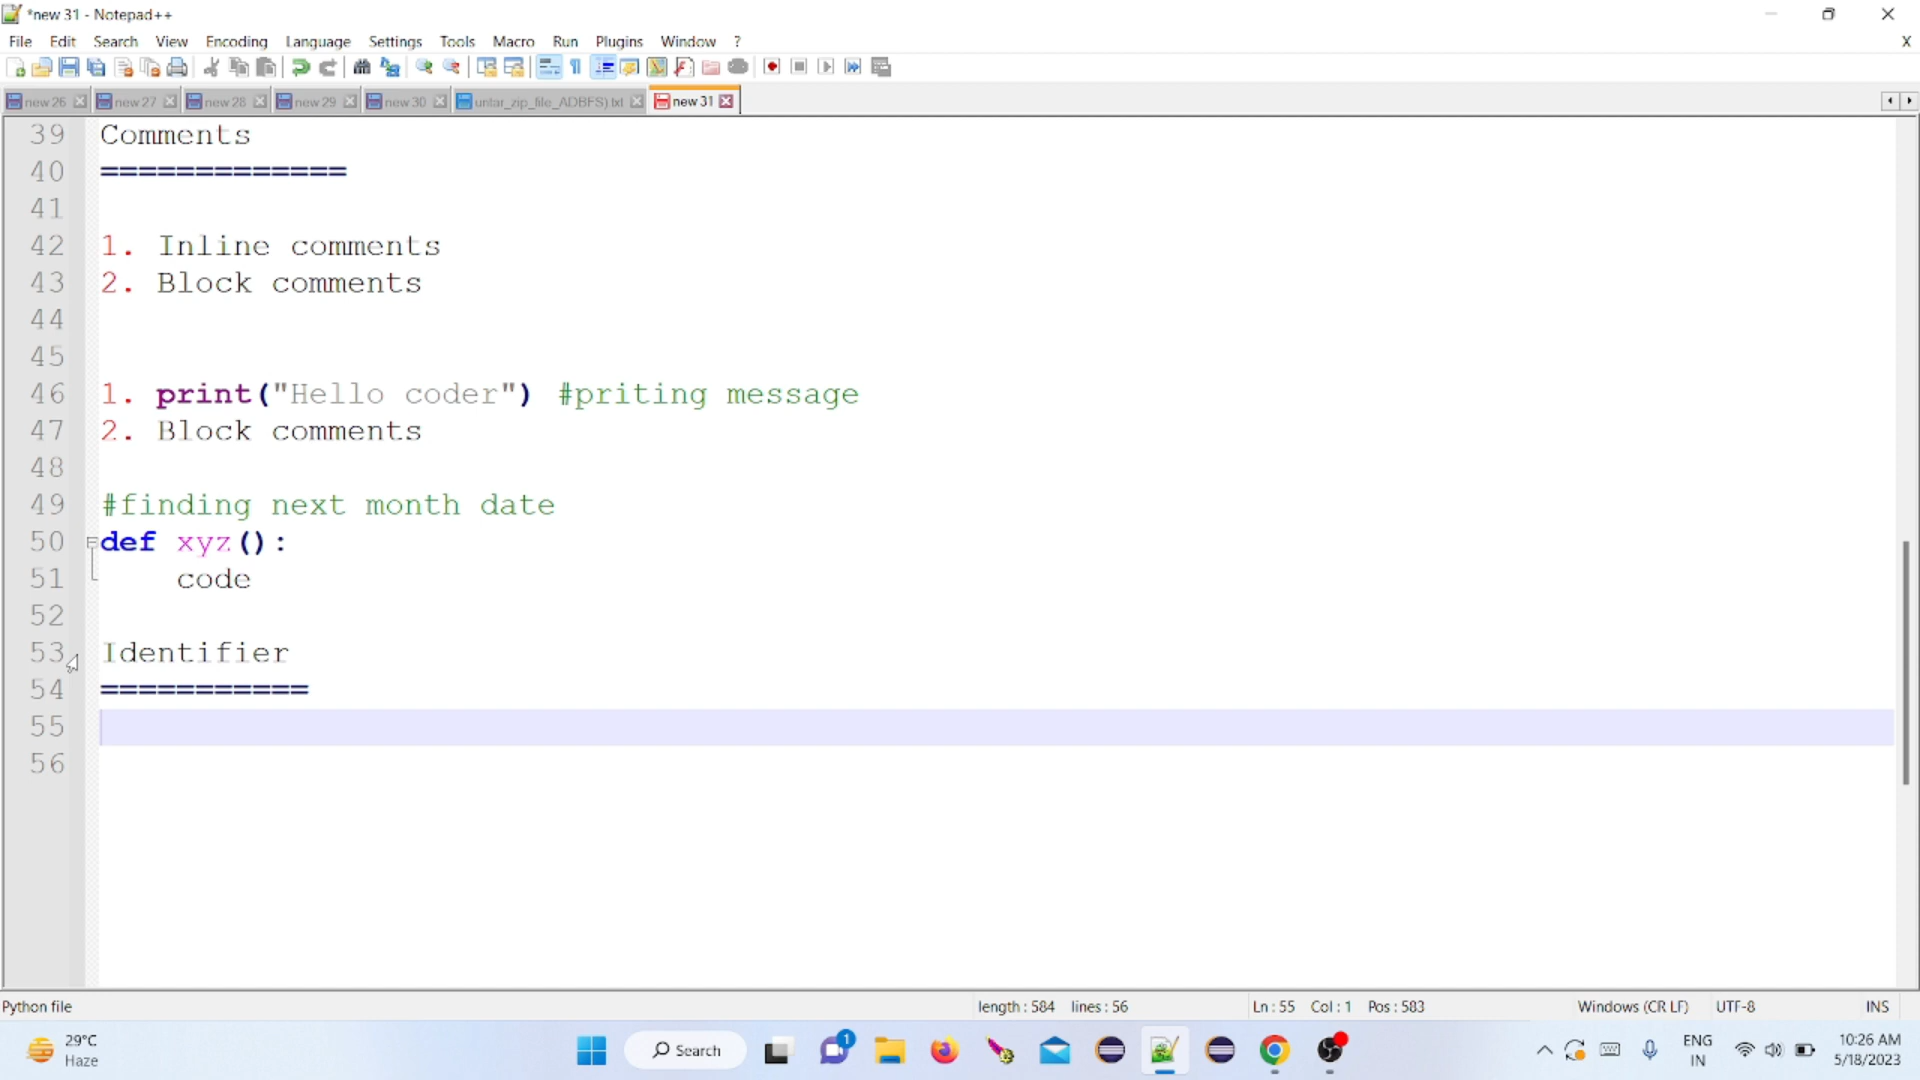 *new 31 - Notepad++
File Edit Search View Encoding Language Settings Tools Macro Run Plugins Window ? X
new 26 new 27 new 28 new 29 new 30 untar_zip_file_ADBFS).txt new 31
39 Comments
40 =============
41
42 1. Inline comments
43 2. Block comments
44
45
46 1. print("Hello coder") #priting message
47 2. Block comments
48
49 #finding next month date
50 def xyz():
51 code
52
53 Identifier
54 ===========
55
56
Python file length : 584 lines : 56 Ln : 55 Col : 1 Pos : 583 Windows (CR LF) UTF-8 INS
29°C Haze
Search
1
ENG IN
10:26 AM
5/18/2023